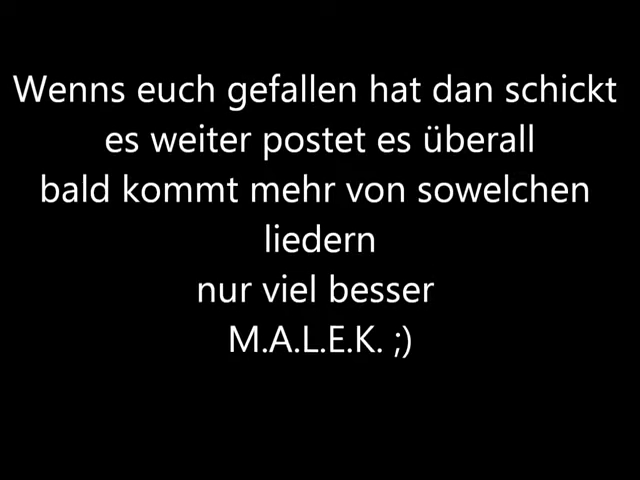 Wenns euch gefallen hat dan schickt
es weiter postet es überall
bald kommt mehr von sowelchen
liedern
nur viel besser
M.A.L.E.K. ;)